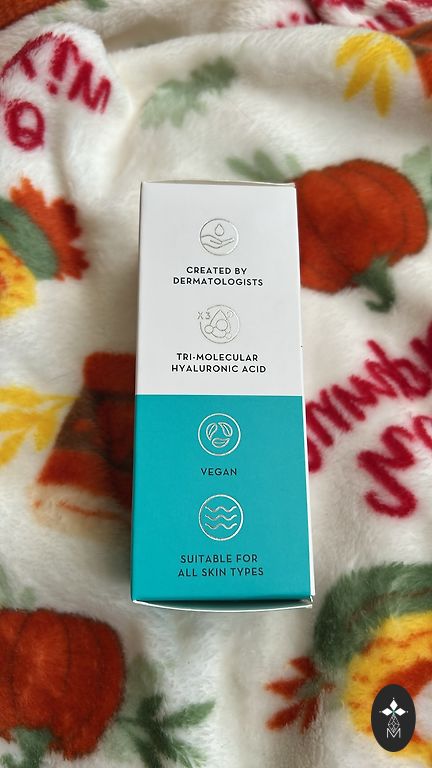 CREATED BY
DERMATOLOGISTS
X3
TRI-MOLECULAR
HYALURONIC ACID
VEGAN
SUITABLE FOR
ALL SKIN TYPES